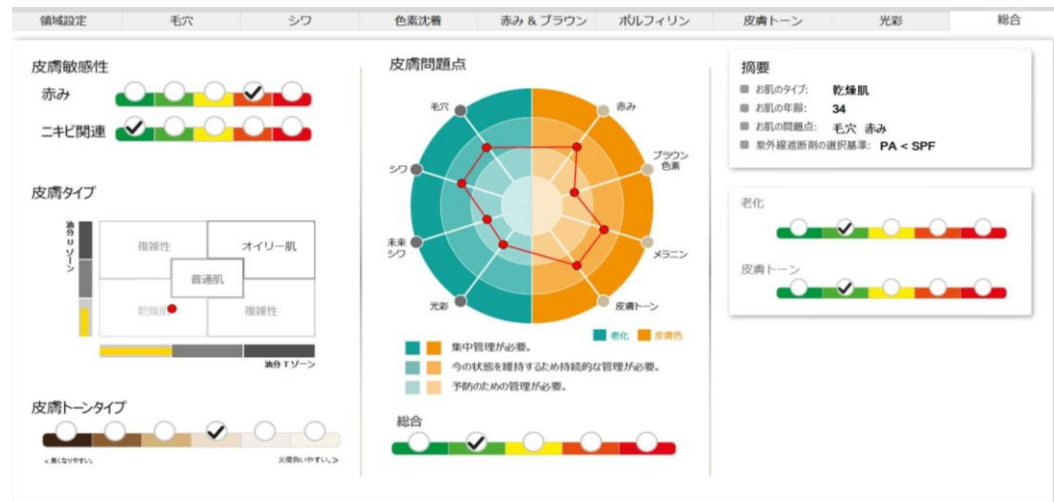 領域設定
毛穴
シワ
色素沈着
赤み & ブラウン
ポルフィリン
皮膚トーン
光彩
総合
皮膚敏感性
赤み
ニキビ関連
皮膚タイプ
油分 U ゾーン
複雑性
オイリー肌
普通肌
乾燥肌
複雑性
油分 T ゾーン
皮膚トーンタイプ
<黒くなりやすい。
火傷負いやすい。>
皮膚問題点
毛穴
赤み
シワ
ブラウン
色素
未来
シワ
メラニン
光彩
皮膚トーン
老化
皮膚色
集中管理が必要。
今の状態を維持するため持続的な管理が必要。
予防のための管理が必要。
総合
摘要
お肌のタイプ: 乾燥肌
お肌の年齢: 34
お肌の問題点: 毛穴 赤み
紫外線遮断剤の選択基準: PA < SPF
老化
皮膚トーン